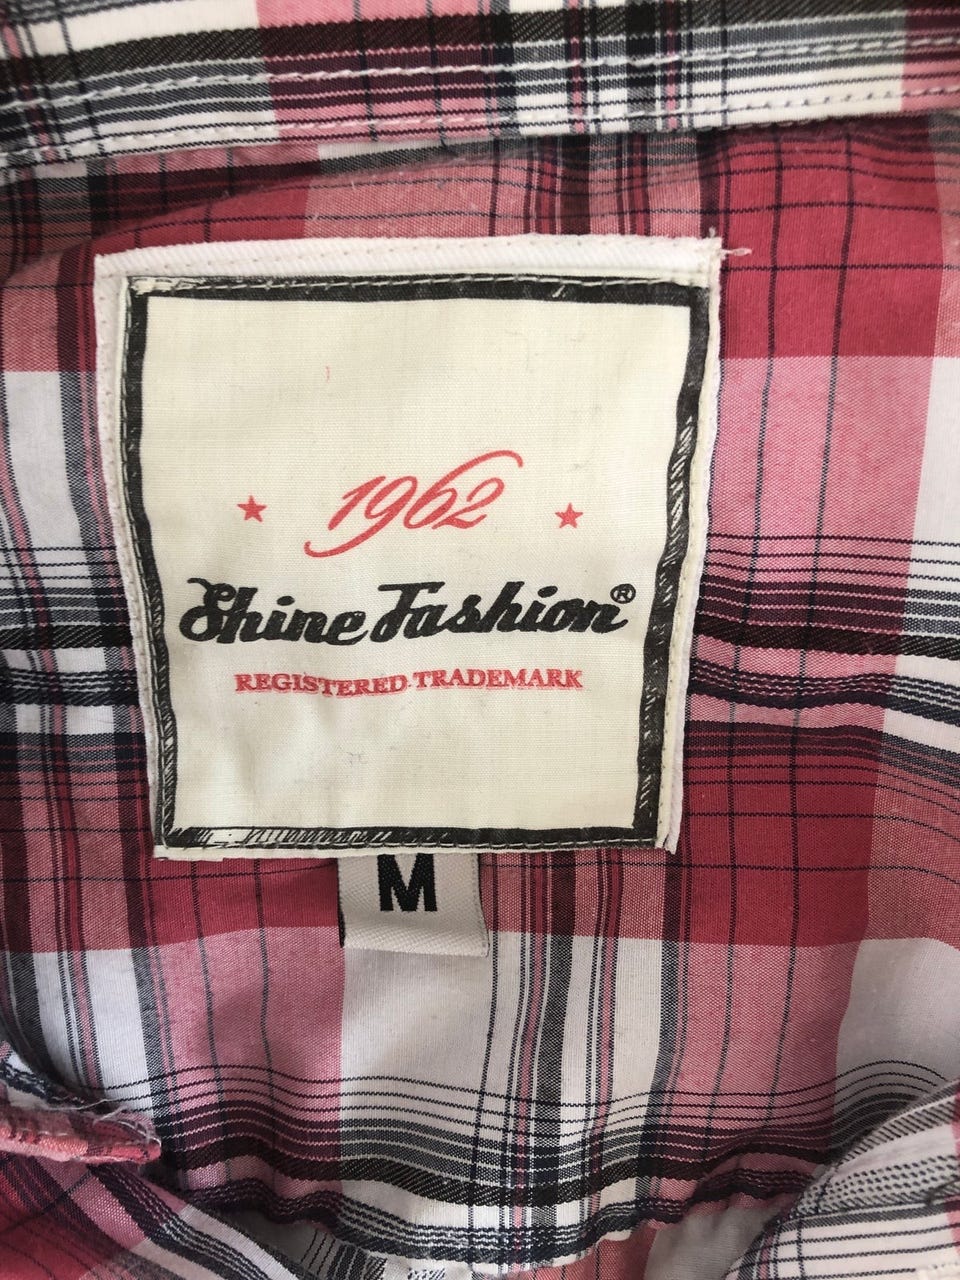 1962
Shine Fashion®
REGISTERED TRADEMARK
M